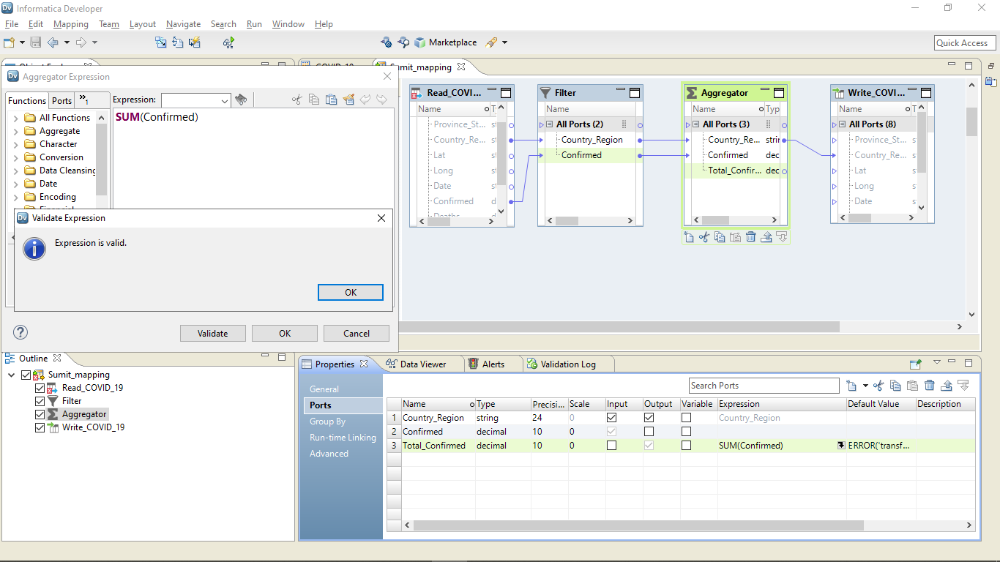 Informatica Developer
File Edit Mapping Team Layout Navigate Search Run Window Help
Marketplace
Quick Access
Sumit_mapping
Aggregator Expression
Functions Ports »1
Expression:
SUM(Confirmed)
All Functions
Aggregate
Character
Conversion
Data Cleansing
Date
Encoding
Validate Expression
Expression is valid.
OK
Validate OK Cancel
Read_COVI...
Name
Province_St...
Country_Re...
Lat
Long
Date
Confirmed
Filter
Name
All Ports (2)
Country_Region
Confirmed
Aggregator
Name Typ
All Ports (3)
Country_Re... strin
Confirmed dec
Total_Confir... dec
Write_COVI...
Name
All Ports (8)
Province_St...
Country_Re...
Lat
Long
Date
Outline
Sumit_mapping
Read_COVID_19
Filter
Aggregator
Write_COVID_19
Properties Data Viewer Alerts Validation Log
General
Ports
Group By
Run-time Linking
Advanced
Search Ports
Name Type Precisi... Scale Input Output Variable Expression Default Value Description
1 Country_Region string 24 0 Country_Region
2 Confirmed decimal 10 0
3 Total_Confirmed decimal 10 0 SUM(Confirmed) ERROR('transf...